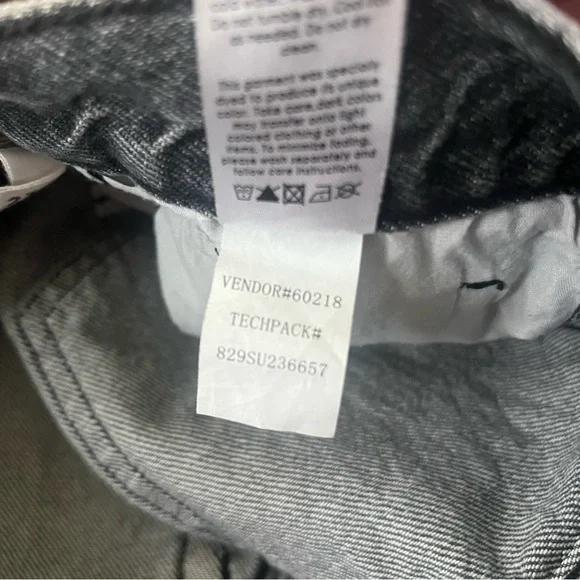 Do not tumble dry. Cool iron
as needed. Do not dry
clean.
This garment was specially
dyed to produce its unique
color. Take care, dark colors
may transfer onto light
colored clothing or other
items. To minimize fading,
please wash separately and
follow care instructions.
VENDOR#60218
TECHPACK#
829SU236657